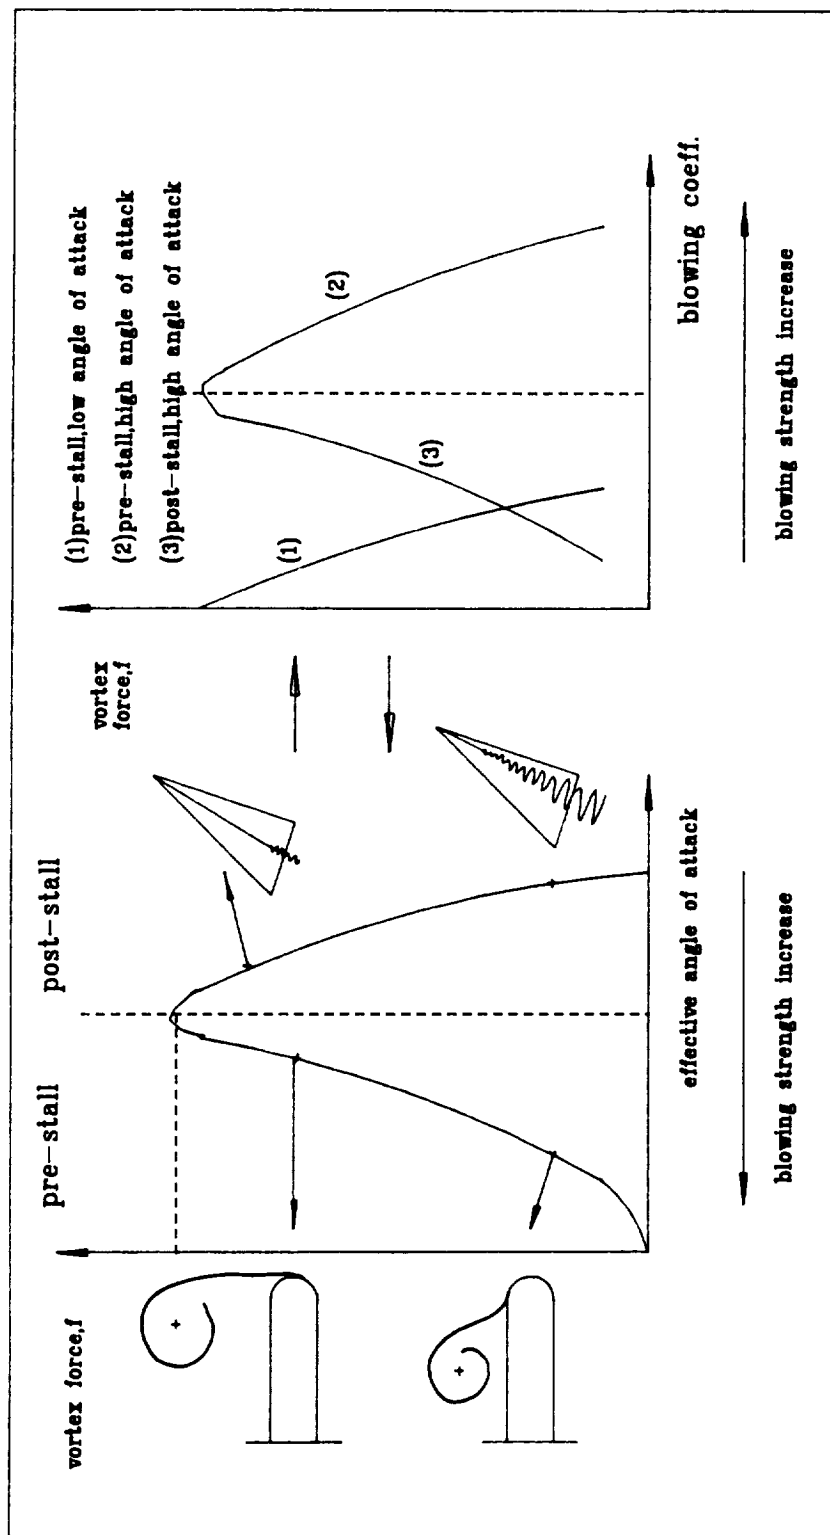 vortex force,f
pre-stall
post-stall
effective angle of attack
blowing strength increase
vortex
force,f
(1)pre-stall,low angle of attack
(2)pre-stall,high angle of attack
(3)post-stall,high angle of attack
(1)
(2)
(3)
blowing coeff.
blowing strength increase